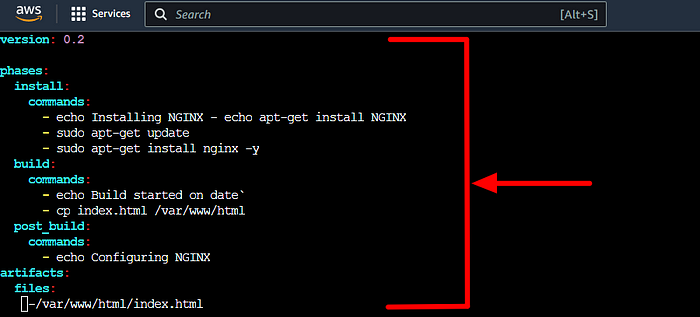 aws
Services
Search
[Alt+S]
version: 0.2
phases:
install:
commands:
- echo Installing NGINX - echo apt-get install NGINX
- sudo apt-get update
- sudo apt-get install nginx -y
build:
commands:
- echo Build started on date`
- cp index.html /var/www/html
post_build:
commands:
- echo Configuring NGINX
artifacts:
files:
-/var/www/html/index.html